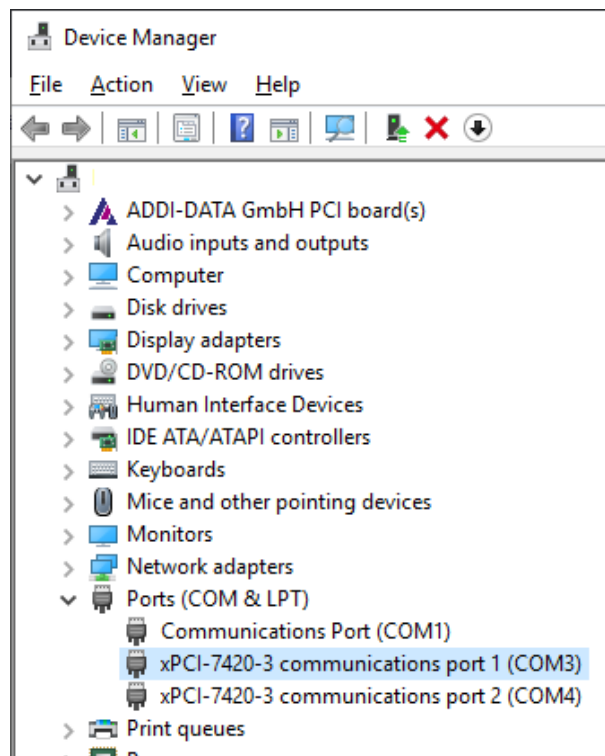 Device Manager
File Action View Help
ADDI-DATA GmbH PCI board(s)
Audio inputs and outputs
Computer
Disk drives
Display adapters
DVD/CD-ROM drives
Human Interface Devices
IDE ATA/ATAPI controllers
Keyboards
Mice and other pointing devices
Monitors
Network adapters
Ports (COM & LPT)
Communications Port (COM1)
xPCI-7420-3 communications port 1 (COM3)
xPCI-7420-3 communications port 2 (COM4)
Print queues